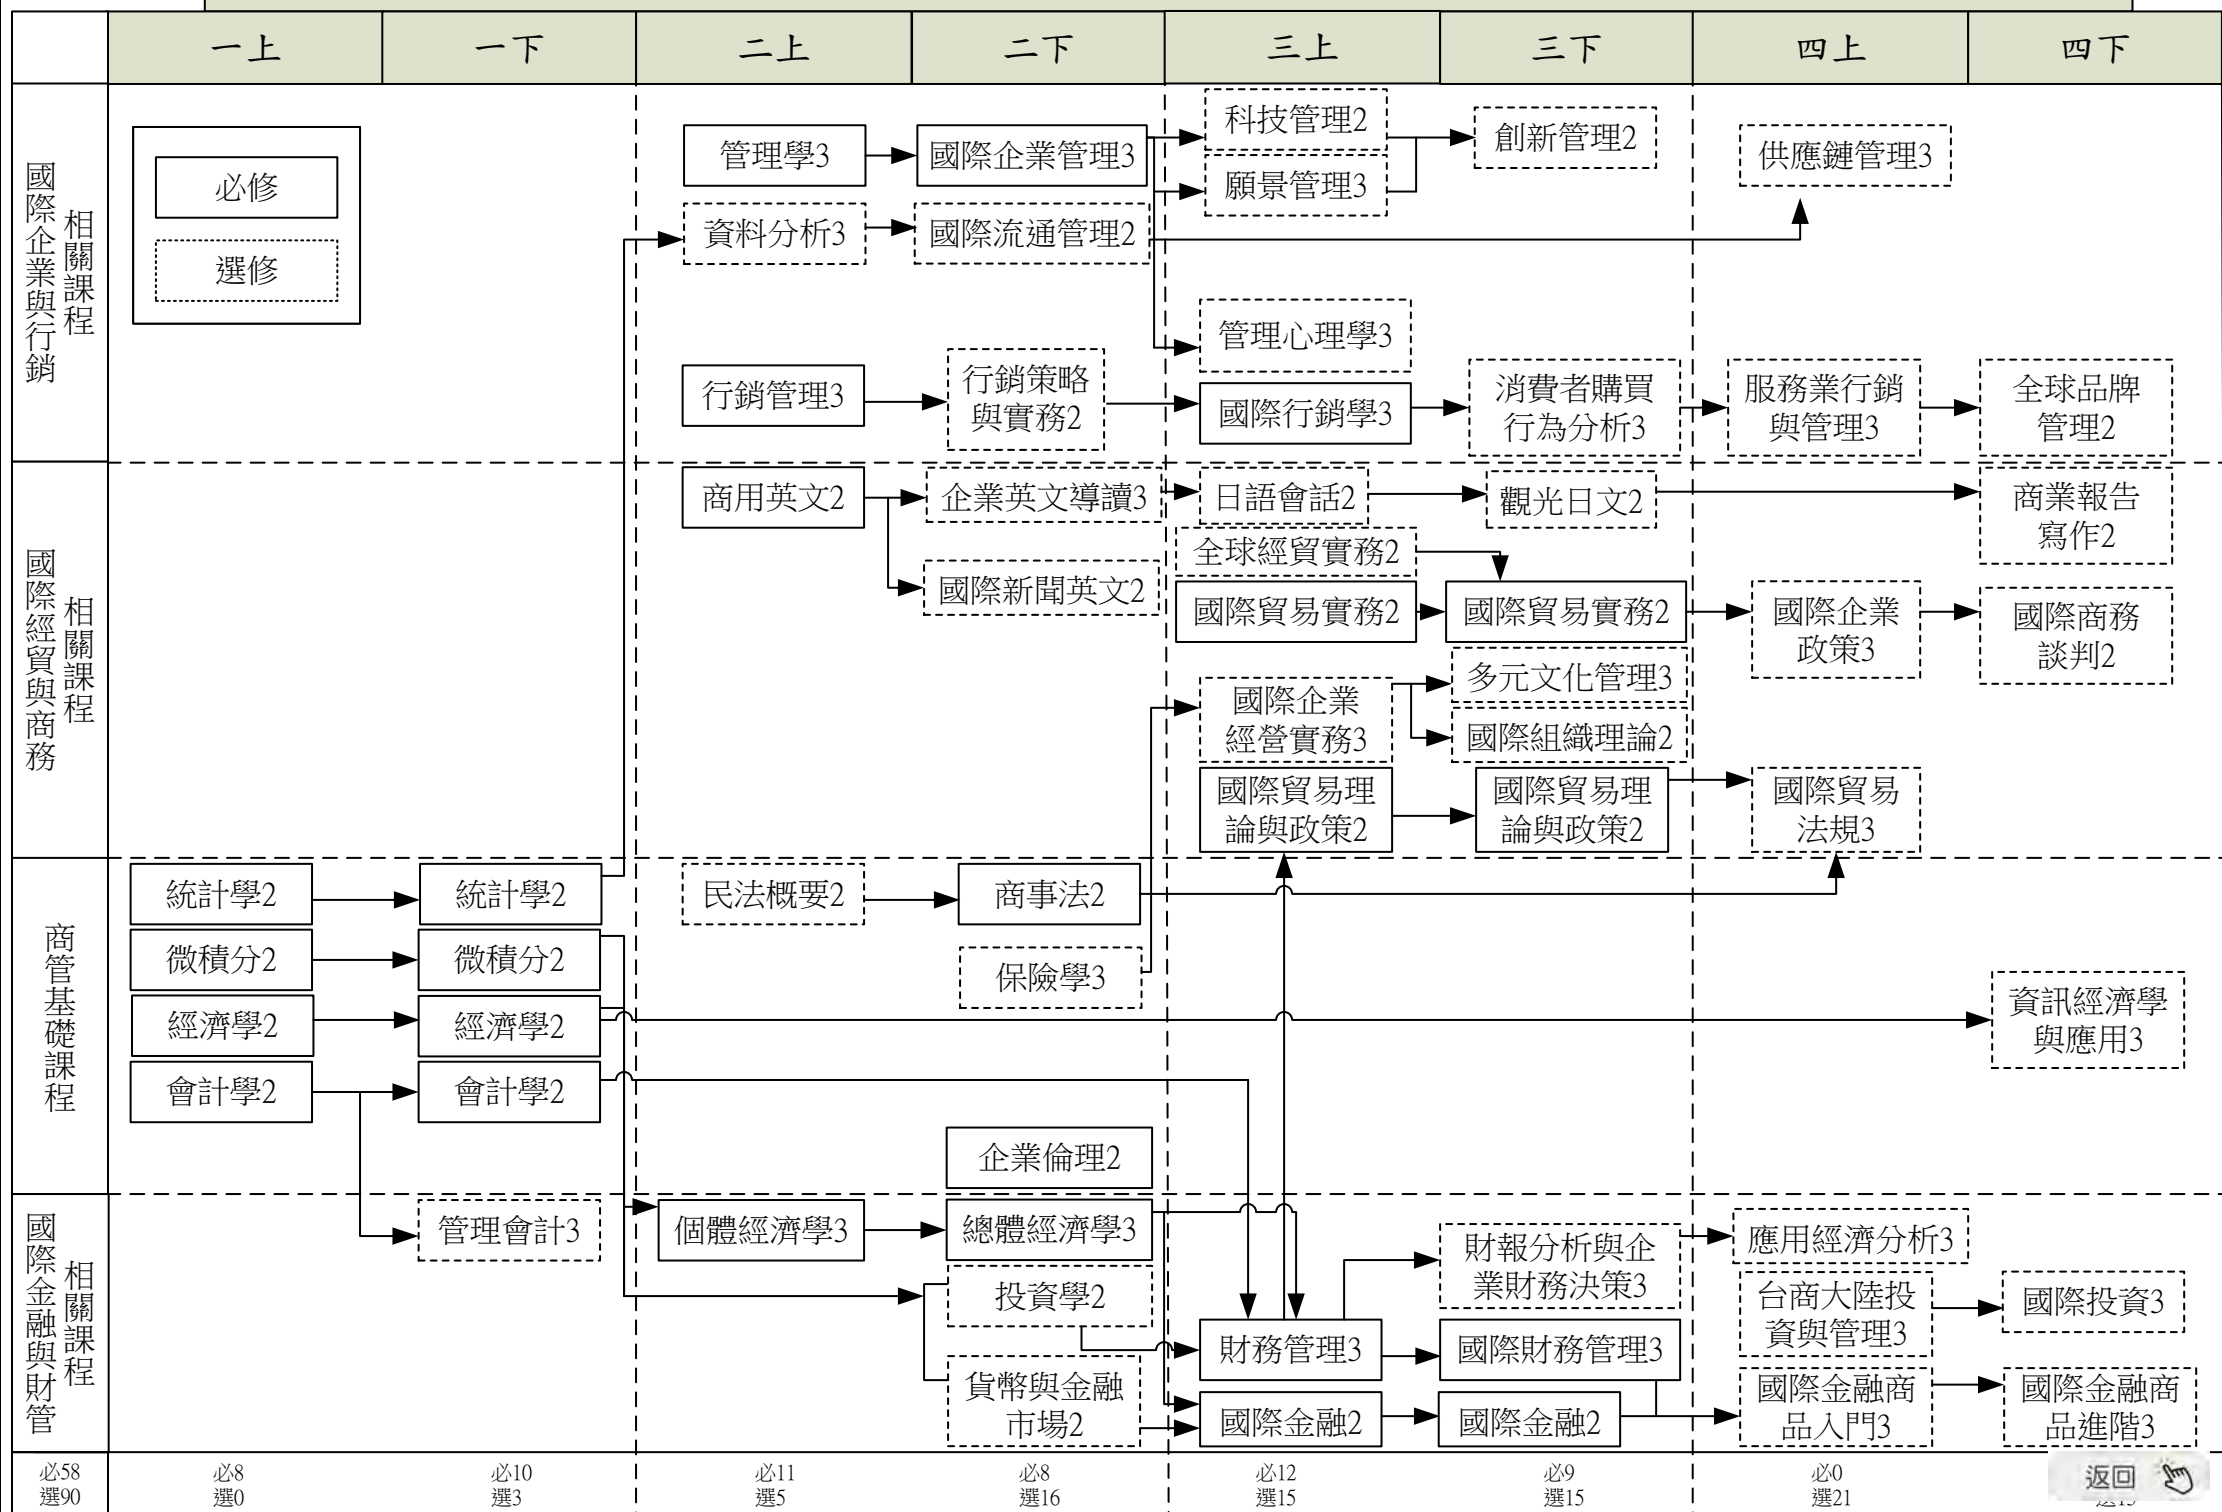 一上
一下
二上
二下
三上
三下
四上
四下
國際企業與行銷
相關課程
必修
選修
管理學3
國際企業管理3
科技管理2
願景管理3
創新管理2
供應鏈管理3
資料分析3
國際流通管理2
管理心理學3
行銷管理3
行銷策略
與實務2
國際行銷學3
消費者購買
行為分析3
服務業行銷
與管理3
全球品牌
管理2
國際經貿與商務
相關課程
商用英文2
企業英文導讀3
日語會話2
觀光日文2
商業報告
寫作2
國際新聞英文2
全球經貿實務2
國際貿易實務2
國際貿易實務2
國際企業
政策3
國際商務
談判2
國際企業
經營實務3
多元文化管理3
國際組織理論2
國際貿易理
論與政策2
國際貿易理
論與政策2
國際貿易
法規3
商管基礎課程
統計學2
統計學2
民法概要2
商事法2
微積分2
微積分2
保險學3
經濟學2
經濟學2
資訊經濟學
與應用3
會計學2
會計學2
企業倫理2
國際金融與財管
相關課程
管理會計3
個體經濟學3
總體經濟學3
投資學2
貨幣與金融
市場2
財務管理3
國際金融2
財報分析與企
業財務決策3
國際財務管理3
國際金融2
應用經濟分析3
台商大陸投
資與管理3
國際投資3
國際金融商
品入門3
國際金融商
品進階3
必58
選90
必8
選0
必10
選3
必11
選5
必8
選16
必12
選15
必9
選15
必0
選21
返回